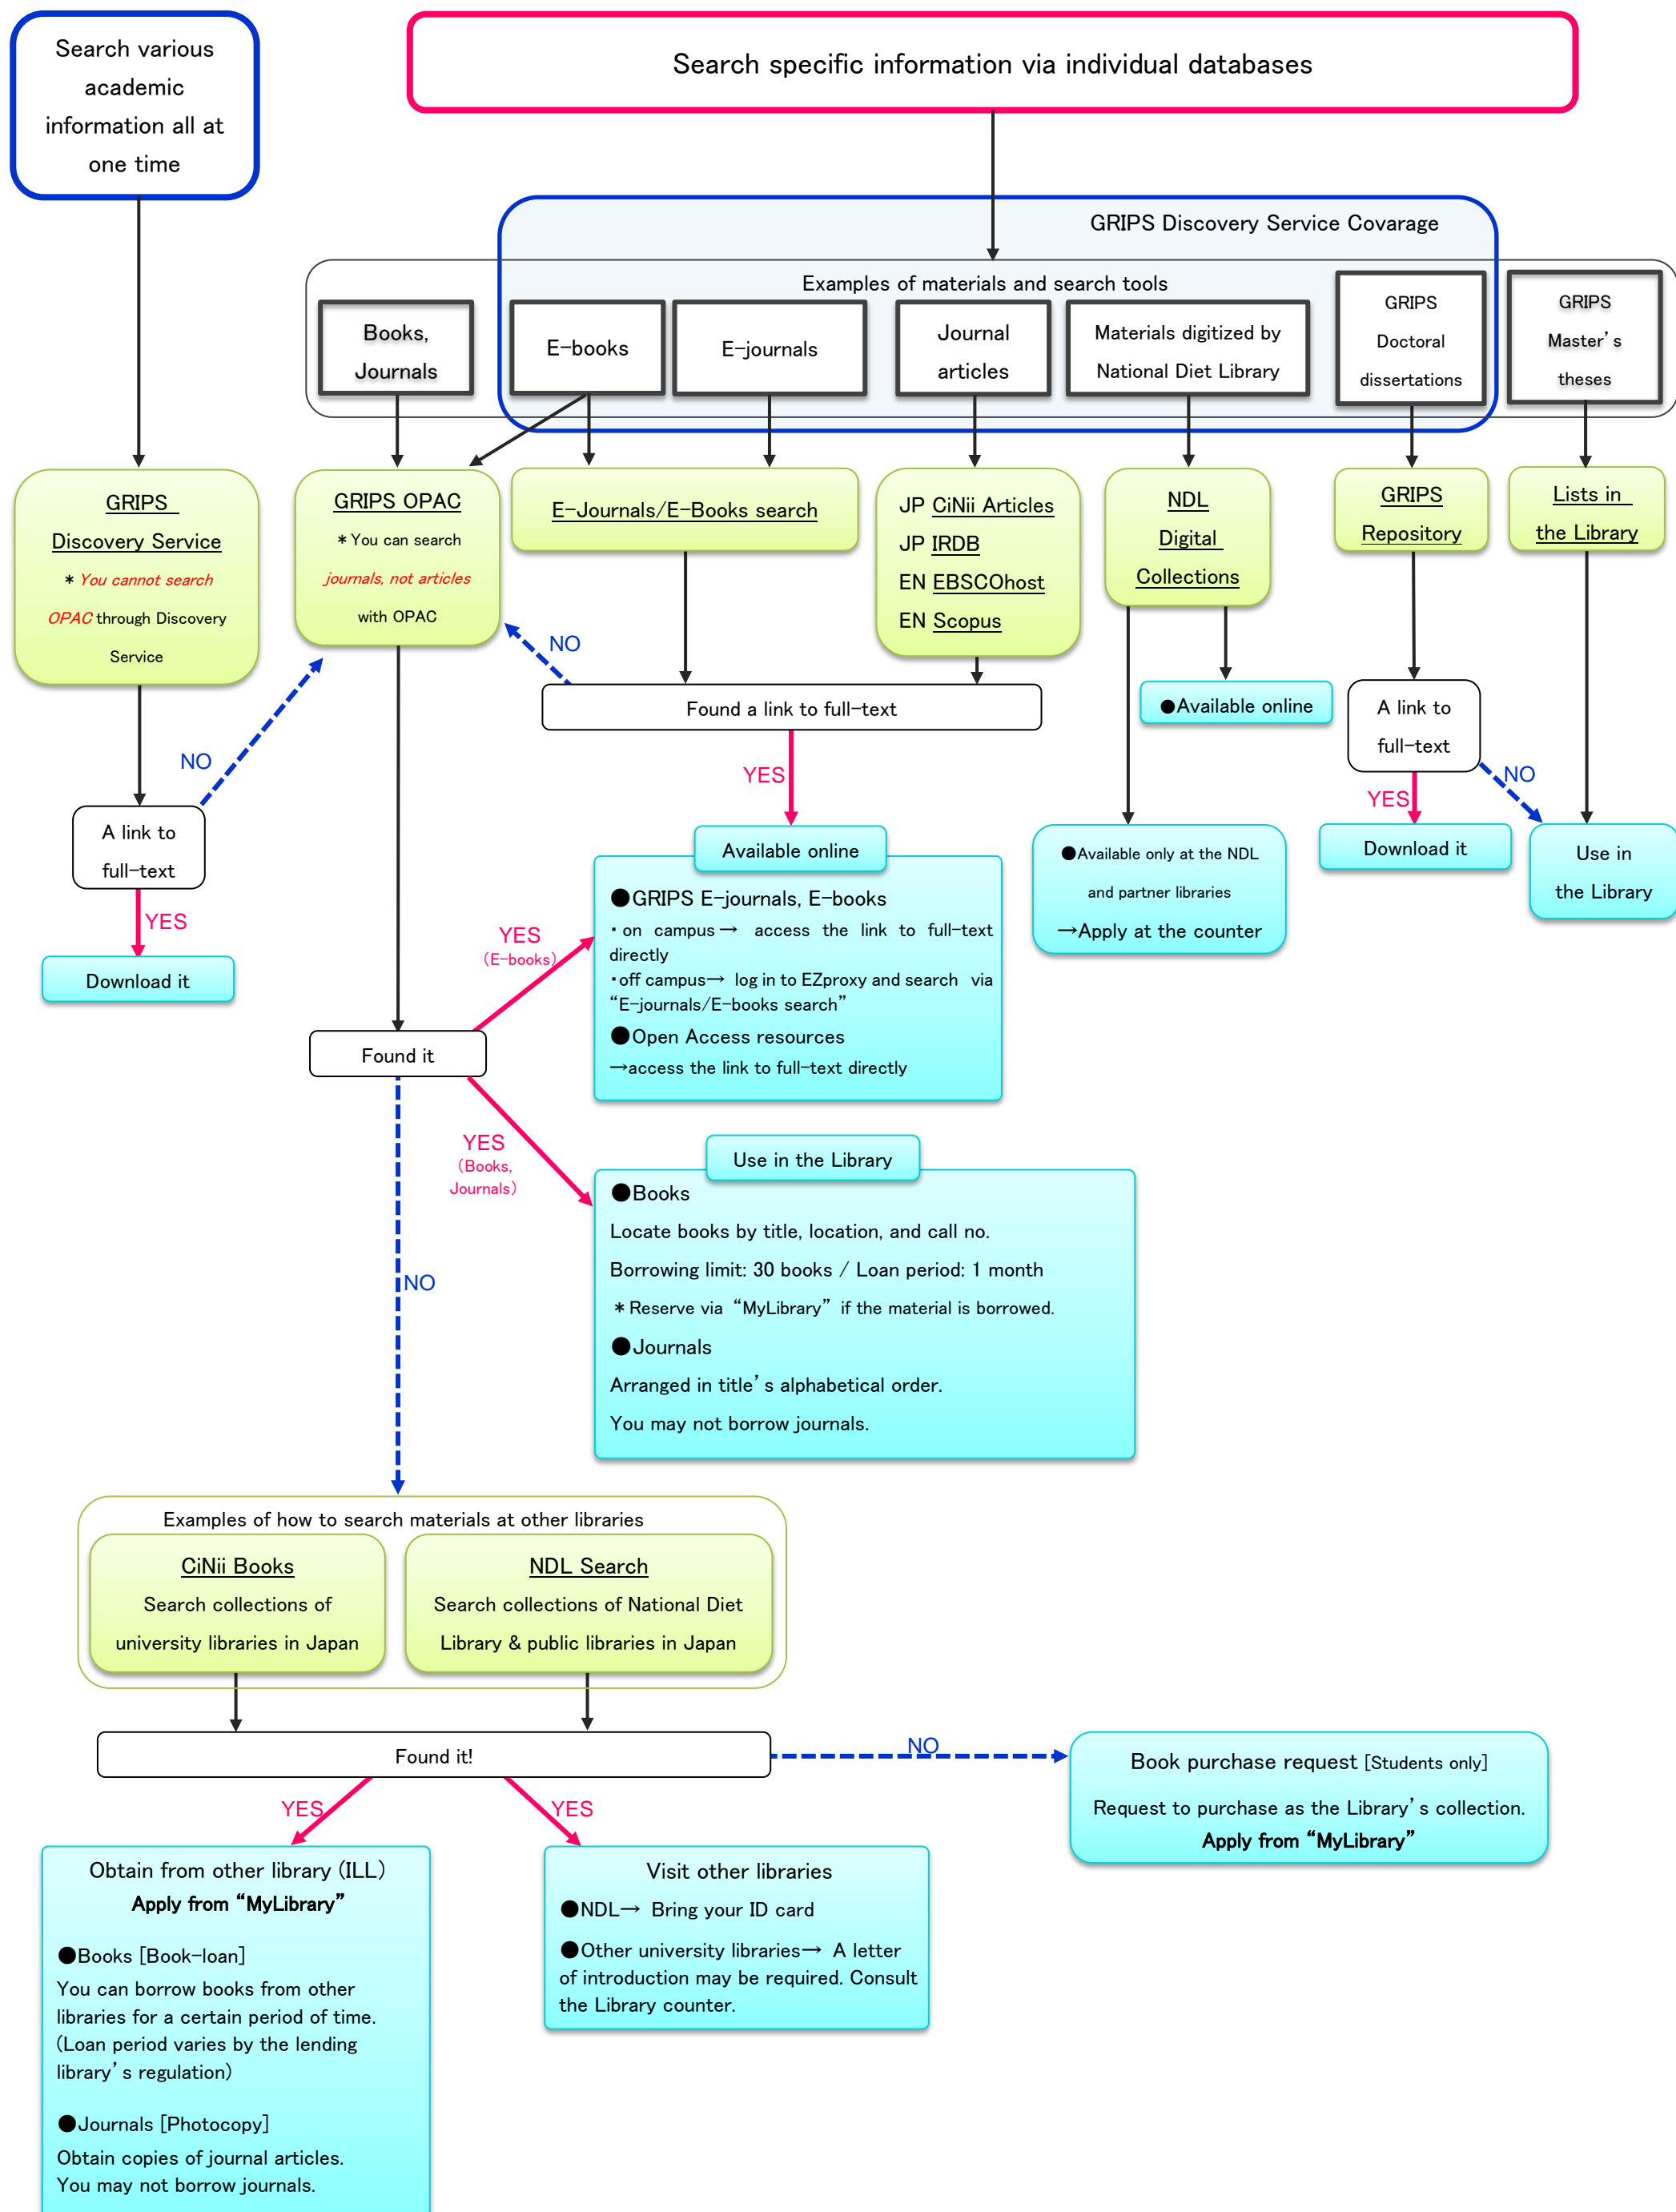 Search various
academic
information all at
one time
Search specific information via individual databases
GRIPS Discovery Service Covarage
Examples of materials and search tools
Books,
Journals
E-books
E-journals
Journal
articles
Materials digitized by
National Diet Library
GRIPS
Doctoral
dissertations
GRIPS
Master's
theses
GRIPS
Discovery Service
* You cannot search
OPAC through Discovery
Service
GRIPS OPAC
* You can search
journals, not articles
with OPAC
E-Journals/E-Books search
JP CiNii Articles
JP IRDB
EN EBSCOhost
EN Scopus
NDL
Digital
Collections
GRIPS
Repository
Lists in
the Library
NO
Found a link to full-text
●Available online
A link to
full-text
NO
YES
NO
YES
A link to
full-text
YES
Download it
Available online
●GRIPS E-journals, E-books
・on campus→ access the link to full-text
directly
・off campus→ log in to EZproxy and search via
“E-journals/E-books search”
●Open Access resources
→access the link to full-text directly
●Available only at the NDL
and partner libraries
→Apply at the counter
Download it
Use in
the Library
YES
(E-books)
Found it
YES
(Books,
Journals)
NO
Use in the Library
●Books
Locate books by title, location, and call no.
Borrowing limit: 30 books / Loan period: 1 month
* Reserve via “MyLibrary” if the material is borrowed.
●Journals
Arranged in title's alphabetical order.
You may not borrow journals.
Examples of how to search materials at other libraries
CiNii Books
Search collections of
university libraries in Japan
NDL Search
Search collections of National Diet
Library & public libraries in Japan
Found it!
NO
Book purchase request [Students only]
Request to purchase as the Library's collection.
Apply from “MyLibrary”
YES
YES
Obtain from other library (ILL)
Apply from “MyLibrary”
●Books [Book-loan]
You can borrow books from other
libraries for a certain period of time.
(Loan period varies by the lending
library's regulation)
●Journals [Photocopy]
Obtain copies of journal articles.
You may not borrow journals.
Visit other libraries
●NDL→ Bring your ID card
●Other university libraries→ A letter
of introduction may be required. Consult
the Library counter.